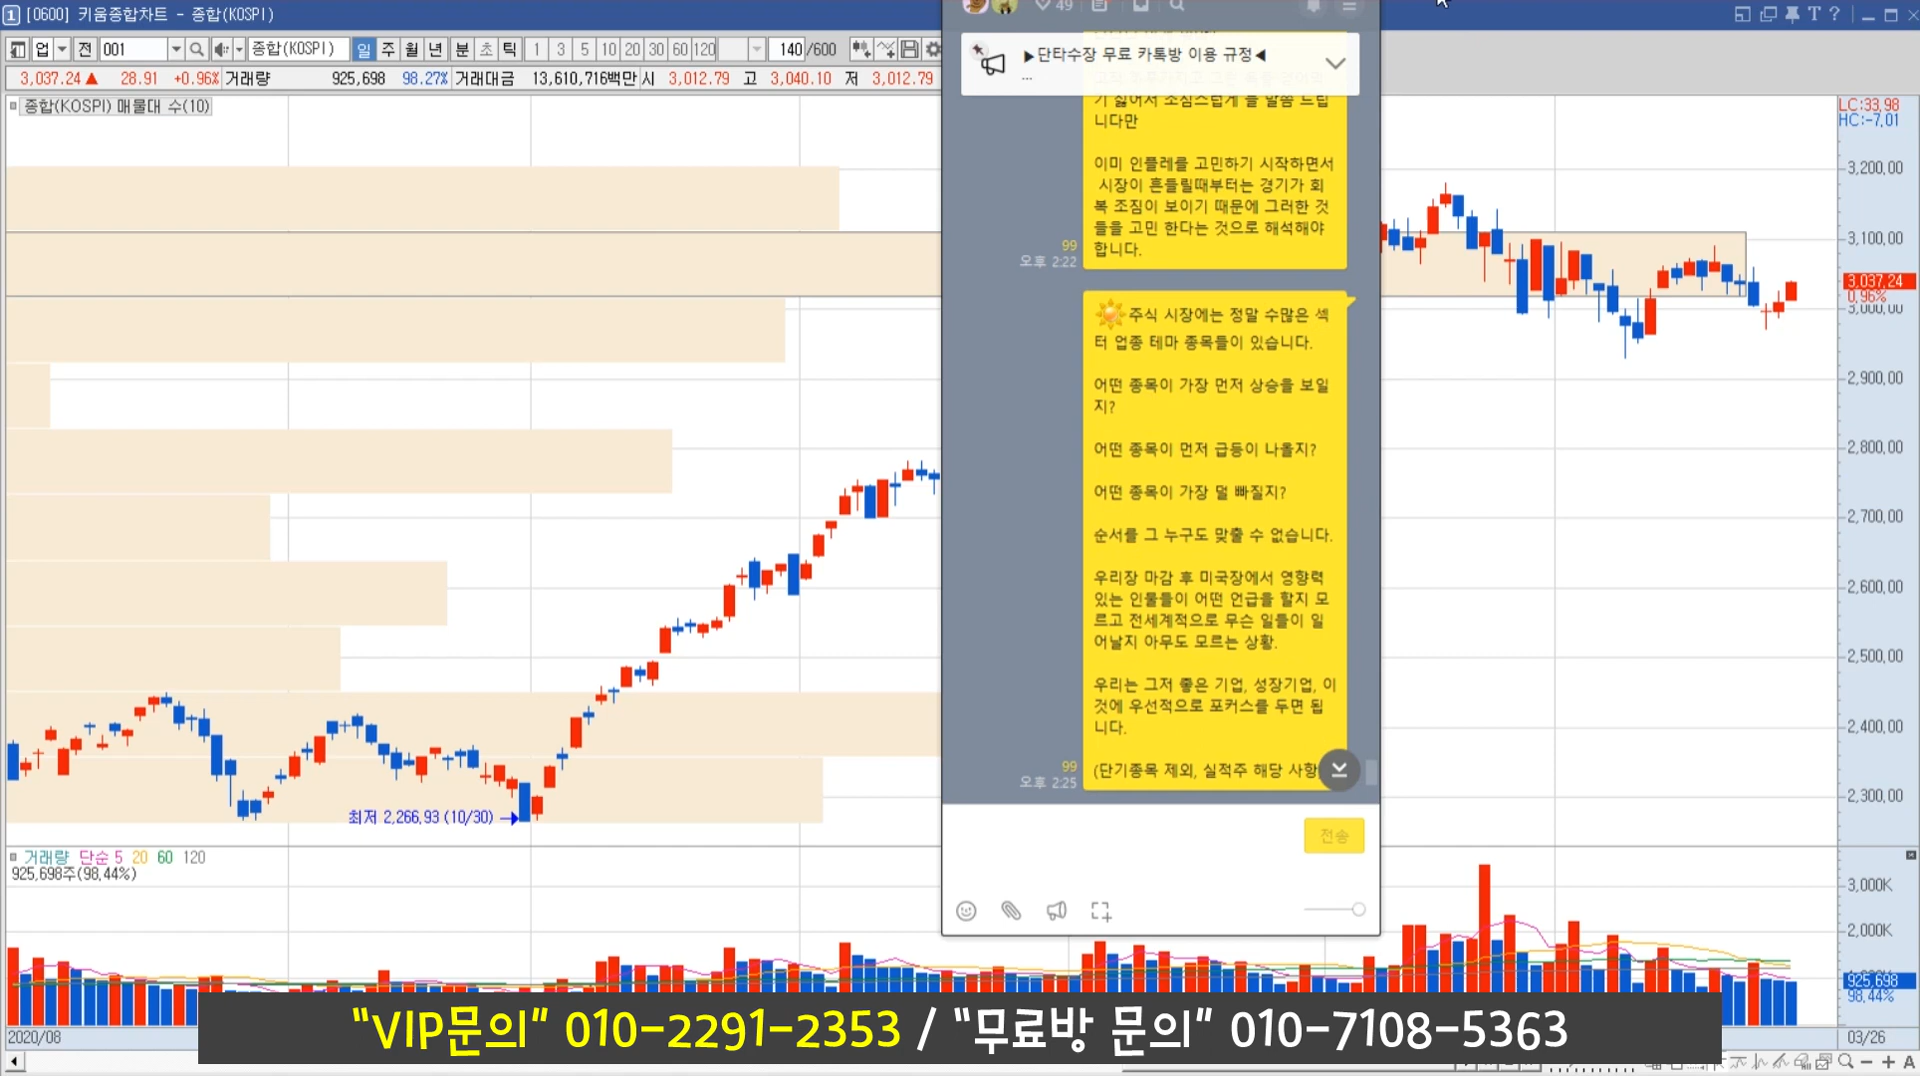 1 [0600] 키움종합차트 - 종합(KOSPI)
업 전 001 종합(KOSPI) 일 주 월 년 분 초 틱 1 3 5 10 20 30 60 120 140 /600
3,037.24 ▲ 28.91 +0.96% 거래량 925,698 98.27% 거래대금 13,610,716백만 시 3,012.79 고 3,040.10 저 3,012.79
종합(KOSPI) 매물대 수(10)
49
▶단타수장 무료 카톡방 이용 규정◀
...
기 싫어서 조심스럽게 을 말씀 드립
니다만
이미 인플레를 고민하기 시작하면서
시장이 흔들릴때부터는 경기가 회
복 조짐이 보이기 때문에 그러한 것
들을 고민 한다는 것으로 해석해야
합니다.
99
오후 2:22
주식 시장에는 정말 수많은 섹
터 업종 테마 종목들이 있습니다.
어떤 종목이 가장 먼저 상승을 보일
지?
어떤 종목이 먼저 급등이 나올지?
어떤 종목이 가장 덜 빠질지?
순서를 그 누구도 맞출 수 없습니다.
우리장 마감 후 미국장에서 영향력
있는 인물들이 어떤 언급을 할지 모
르고 전세계적으로 무슨 일들이 일
어날지 아무도 모르는 상황.
우리는 그저 좋은 기업, 성장기업, 이
것에 우선적으로 포커스를 두면 됩
니다.
(단기종목 제외, 실적주 해당 사항
99
오후 2:25
전송
LC:33.98
HC:-7.01
3,200.00
3,100.00
3,037.24
0.96%
3,000.00
2,900.00
2,800.00
2,700.00
2,600.00
2,500.00
2,400.00
2,300.00
최저 2,266.93 (10/30) →
거래량 단순 5 20 60 120
925,698주(98.44%)
3,000K
2,000K
925,698
98.44%
2020/08
03/26
"VIP문의" 010-2291-2353 / "무료방 문의" 010-7108-5363